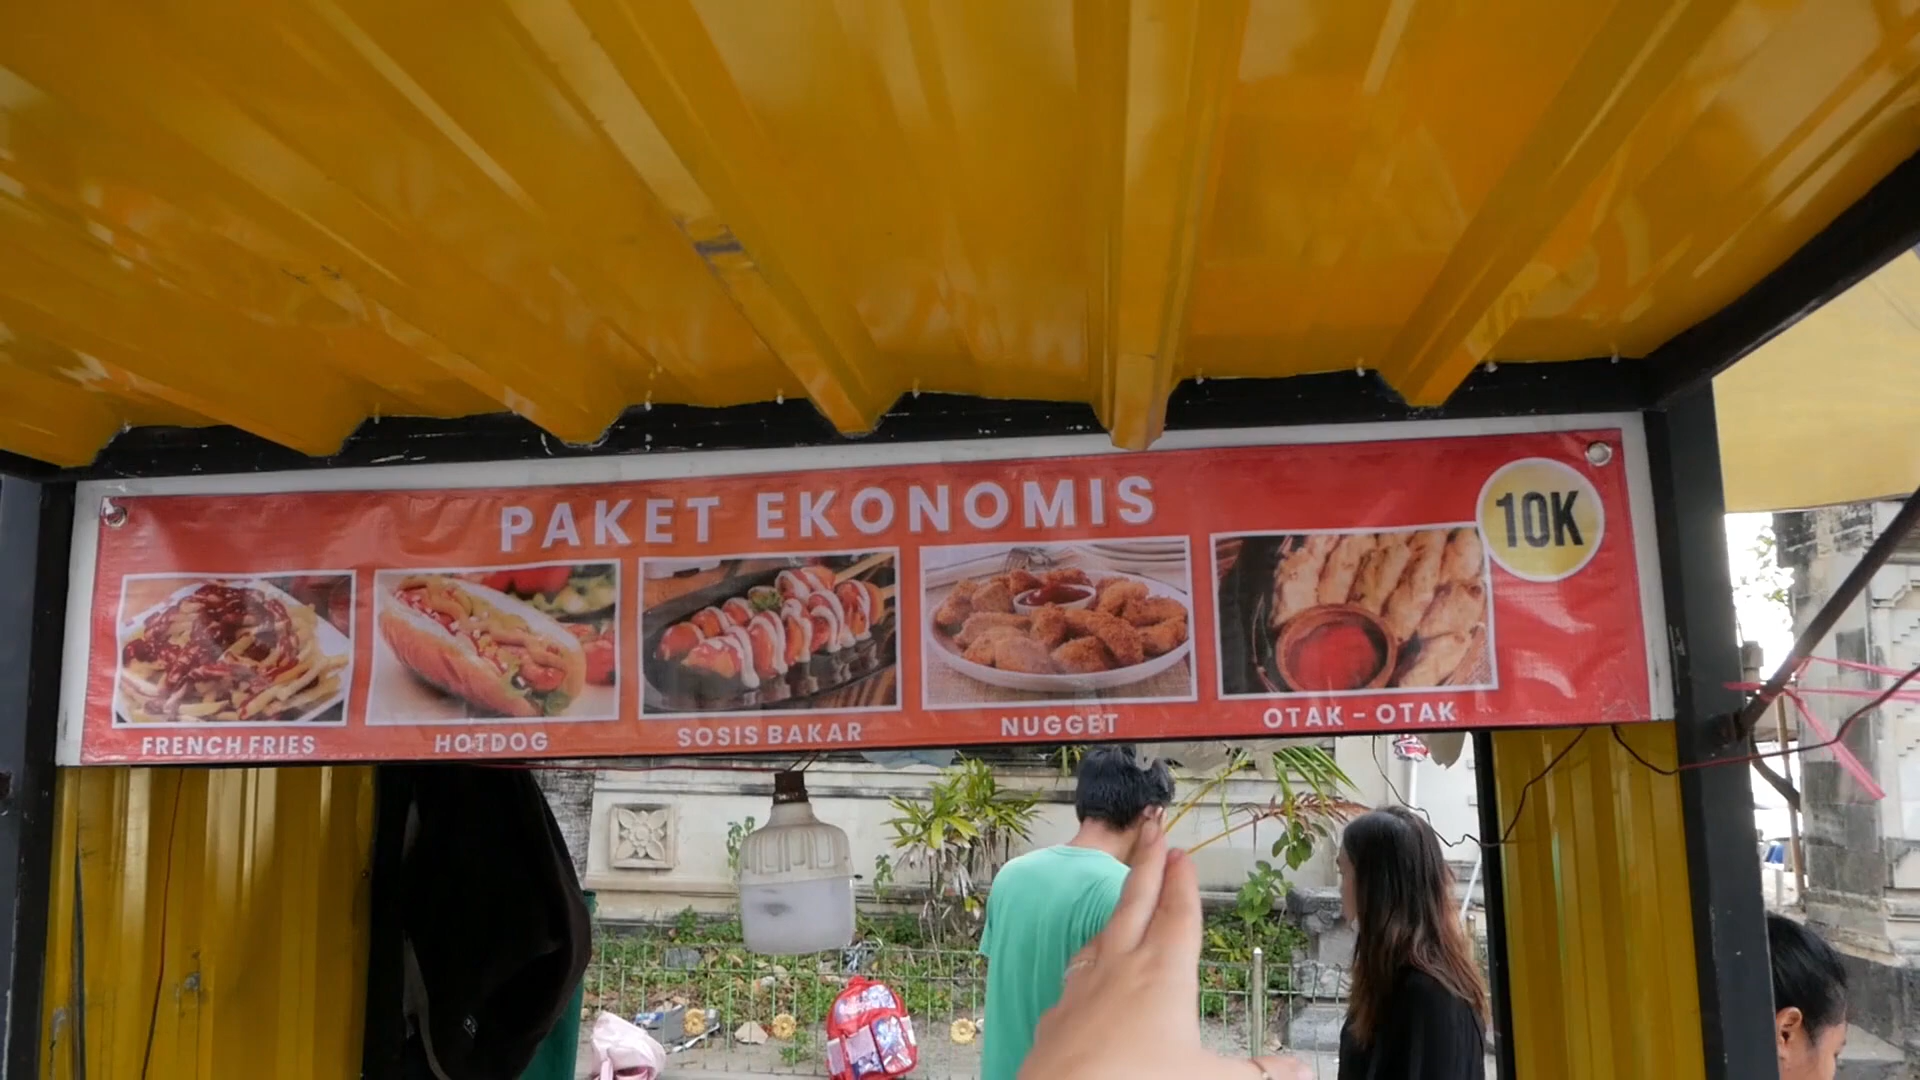 PAKET EKONOMIS
10K
FRENCH FRIES
HOTDOG
SOSIS BAKAR
NUGGET
OTAK - OTAK